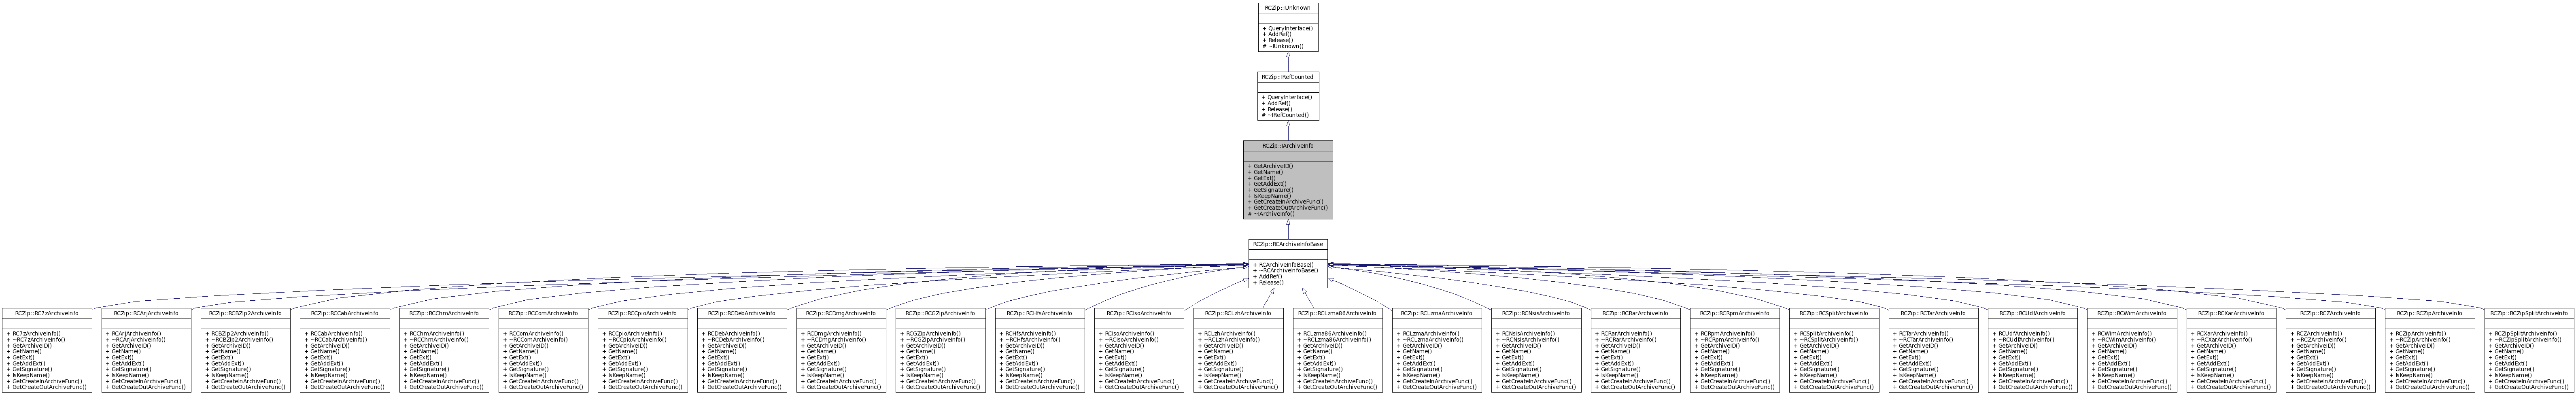 RCZip::IUnknown
+ QueryInterface()
+ AddRef()
+ Release()
# ~IUnknown()
RCZip::IRefCounted
+ QueryInterface()
+ AddRef()
+ Release()
# ~IRefCounted()
RCZip::IArchiveInfo
+ GetArchiveID()
+ GetName()
+ GetExt()
+ GetAddExt()
+ GetSignature()
+ IsKeepName()
+ GetCreateInArchiveFunc()
+ GetCreateOutArchiveFunc()
# ~IArchiveInfo()
RCZip::RCArchiveInfoBase
+ RCArchiveInfoBase()
+ ~RCArchiveInfoBase()
+ AddRef()
+ Release()
RCZip::RC7zArchiveInfo
+ RC7zArchiveInfo()
+ ~RC7zArchiveInfo()
+ GetArchiveID()
+ GetName()
+ GetExt()
+ GetAddExt()
+ GetSignature()
+ IsKeepName()
+ GetCreateInArchiveFunc()
+ GetCreateOutArchiveFunc()
RCZip::RCArjArchiveInfo
+ RCArjArchiveInfo()
+ ~RCArjArchiveInfo()
+ GetArchiveID()
+ GetName()
+ GetExt()
+ GetAddExt()
+ GetSignature()
+ IsKeepName()
+ GetCreateInArchiveFunc()
+ GetCreateOutArchiveFunc()
RCZip::RCBZip2ArchiveInfo
+ RCBZip2ArchiveInfo()
+ ~RCBZip2ArchiveInfo()
+ GetArchiveID()
+ GetName()
+ GetExt()
+ GetAddExt()
+ GetSignature()
+ IsKeepName()
+ GetCreateInArchiveFunc()
+ GetCreateOutArchiveFunc()
RCZip::RCCabArchiveInfo
+ RCCabArchiveInfo()
+ ~RCCabArchiveInfo()
+ GetArchiveID()
+ GetName()
+ GetExt()
+ GetAddExt()
+ GetSignature()
+ IsKeepName()
+ GetCreateInArchiveFunc()
+ GetCreateOutArchiveFunc()
RCZip::RCChmArchiveInfo
+ RCChmArchiveInfo()
+ ~RCChmArchiveInfo()
+ GetArchiveID()
+ GetName()
+ GetExt()
+ GetAddExt()
+ GetSignature()
+ IsKeepName()
+ GetCreateInArchiveFunc()
+ GetCreateOutArchiveFunc()
RCZip::RCComArchiveInfo
+ RCComArchiveInfo()
+ ~RCComArchiveInfo()
+ GetArchiveID()
+ GetName()
+ GetExt()
+ GetAddExt()
+ GetSignature()
+ IsKeepName()
+ GetCreateInArchiveFunc()
+ GetCreateOutArchiveFunc()
RCZip::RCCpioArchiveInfo
+ RCCpioArchiveInfo()
+ ~RCCpioArchiveInfo()
+ GetArchiveID()
+ GetName()
+ GetExt()
+ GetAddExt()
+ GetSignature()
+ IsKeepName()
+ GetCreateInArchiveFunc()
+ GetCreateOutArchiveFunc()
RCZip::RCDebArchiveInfo
+ RCDebArchiveInfo()
+ ~RCDebArchiveInfo()
+ GetArchiveID()
+ GetName()
+ GetExt()
+ GetAddExt()
+ GetSignature()
+ IsKeepName()
+ GetCreateInArchiveFunc()
+ GetCreateOutArchiveFunc()
RCZip::RCDmgArchiveInfo
+ RCDmgArchiveInfo()
+ ~RCDmgArchiveInfo()
+ GetArchiveID()
+ GetName()
+ GetExt()
+ GetAddExt()
+ GetSignature()
+ IsKeepName()
+ GetCreateInArchiveFunc()
+ GetCreateOutArchiveFunc()
RCZip::RCGZipArchiveInfo
+ RCGZipArchiveInfo()
+ ~RCGZipArchiveInfo()
+ GetArchiveID()
+ GetName()
+ GetExt()
+ GetAddExt()
+ GetSignature()
+ IsKeepName()
+ GetCreateInArchiveFunc()
+ GetCreateOutArchiveFunc()
RCZip::RCHfsArchiveInfo
+ RCHfsArchiveInfo()
+ ~RCHfsArchiveInfo()
+ GetArchiveID()
+ GetName()
+ GetExt()
+ GetAddExt()
+ GetSignature()
+ IsKeepName()
+ GetCreateInArchiveFunc()
+ GetCreateOutArchiveFunc()
RCZip::RCIsoArchiveInfo
+ RCIsoArchiveInfo()
+ ~RCIsoArchiveInfo()
+ GetArchiveID()
+ GetName()
+ GetExt()
+ GetAddExt()
+ GetSignature()
+ IsKeepName()
+ GetCreateInArchiveFunc()
+ GetCreateOutArchiveFunc()
RCZip::RCLzhArchiveInfo
+ RCLzhArchiveInfo()
+ ~RCLzhArchiveInfo()
+ GetArchiveID()
+ GetName()
+ GetExt()
+ GetAddExt()
+ GetSignature()
+ IsKeepName()
+ GetCreateInArchiveFunc()
+ GetCreateOutArchiveFunc()
RCZip::RCLzma86ArchiveInfo
+ RCLzma86ArchiveInfo()
+ ~RCLzma86ArchiveInfo()
+ GetArchiveID()
+ GetName()
+ GetExt()
+ GetAddExt()
+ GetSignature()
+ IsKeepName()
+ GetCreateInArchiveFunc()
+ GetCreateOutArchiveFunc()
RCZip::RCLzmaArchiveInfo
+ RCLzmaArchiveInfo()
+ ~RCLzmaArchiveInfo()
+ GetArchiveID()
+ GetName()
+ GetExt()
+ GetAddExt()
+ GetSignature()
+ IsKeepName()
+ GetCreateInArchiveFunc()
+ GetCreateOutArchiveFunc()
RCZip::RCNsisArchiveInfo
+ RCNsisArchiveInfo()
+ ~RCNsisArchiveInfo()
+ GetArchiveID()
+ GetName()
+ GetExt()
+ GetAddExt()
+ GetSignature()
+ IsKeepName()
+ GetCreateInArchiveFunc()
+ GetCreateOutArchiveFunc()
RCZip::RCRarArchiveInfo
+ RCRarArchiveInfo()
+ ~RCRarArchiveInfo()
+ GetArchiveID()
+ GetName()
+ GetExt()
+ GetAddExt()
+ GetSignature()
+ IsKeepName()
+ GetCreateInArchiveFunc()
+ GetCreateOutArchiveFunc()
RCZip::RCRpmArchiveInfo
+ RCRpmArchiveInfo()
+ ~RCRpmArchiveInfo()
+ GetArchiveID()
+ GetName()
+ GetExt()
+ GetAddExt()
+ GetSignature()
+ IsKeepName()
+ GetCreateInArchiveFunc()
+ GetCreateOutArchiveFunc()
RCZip::RCSplitArchiveInfo
+ RCSplitArchiveInfo()
+ ~RCSplitArchiveInfo()
+ GetArchiveID()
+ GetName()
+ GetExt()
+ GetAddExt()
+ GetSignature()
+ IsKeepName()
+ GetCreateInArchiveFunc()
+ GetCreateOutArchiveFunc()
RCZip::RCTarArchiveInfo
+ RCTarArchiveInfo()
+ ~RCTarArchiveInfo()
+ GetArchiveID()
+ GetName()
+ GetExt()
+ GetAddExt()
+ GetSignature()
+ IsKeepName()
+ GetCreateInArchiveFunc()
+ GetCreateOutArchiveFunc()
RCZip::RCUdfArchiveInfo
+ RCUdfArchiveInfo()
+ ~RCUdfArchiveInfo()
+ GetArchiveID()
+ GetName()
+ GetExt()
+ GetAddExt()
+ GetSignature()
+ IsKeepName()
+ GetCreateInArchiveFunc()
+ GetCreateOutArchiveFunc()
RCZip::RCWimArchiveInfo
+ RCWimArchiveInfo()
+ ~RCWimArchiveInfo()
+ GetArchiveID()
+ GetName()
+ GetExt()
+ GetAddExt()
+ GetSignature()
+ IsKeepName()
+ GetCreateInArchiveFunc()
+ GetCreateOutArchiveFunc()
RCZip::RCXarArchiveInfo
+ RCXarArchiveInfo()
+ ~RCXarArchiveInfo()
+ GetArchiveID()
+ GetName()
+ GetExt()
+ GetAddExt()
+ GetSignature()
+ IsKeepName()
+ GetCreateInArchiveFunc()
+ GetCreateOutArchiveFunc()
RCZip::RCZArchiveInfo
+ RCZArchiveInfo()
+ ~RCZArchiveInfo()
+ GetArchiveID()
+ GetName()
+ GetExt()
+ GetAddExt()
+ GetSignature()
+ IsKeepName()
+ GetCreateInArchiveFunc()
+ GetCreateOutArchiveFunc()
RCZip::RCZipArchiveInfo
+ RCZipArchiveInfo()
+ ~RCZipArchiveInfo()
+ GetArchiveID()
+ GetName()
+ GetExt()
+ GetAddExt()
+ GetSignature()
+ IsKeepName()
+ GetCreateInArchiveFunc()
+ GetCreateOutArchiveFunc()
RCZip::RCZipSplitArchiveInfo
+ RCZipSplitArchiveInfo()
+ ~RCZipSplitArchiveInfo()
+ GetArchiveID()
+ GetName()
+ GetExt()
+ GetAddExt()
+ GetSignature()
+ IsKeepName()
+ GetCreateInArchiveFunc()
+ GetCreateOutArchiveFunc()